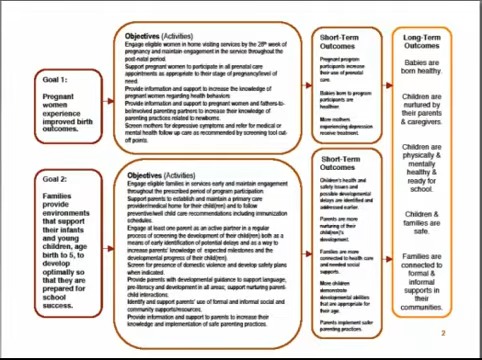 Goal 1:
Pregnant
women
experience
improved birth
outcomes.
Objectives (Activities)
Engage eligible women in home visiting services by the 28th week of
pregnancy and maintain engagement in the service throughout the
post-natal period.
Support pregnant women to participate in all prenatal care
appointments as appropriate to their stage of pregnancy/level of
need.
Provide information and support to increase the knowledge of
pregnant women regarding health behaviors
Provide information and support to pregnant women and fathers-to-
be/involved parenting partners to increase their knowledge of
parenting practices related to newborns.
Screen mothers for depressive symptoms and refer for medical or
mental health follow up care as recommended by screening tool cut-
off points.
Short-Term
Outcomes
Pregnant program
participants increase
their use of prenatal
care.
Babies born to program
participants are
healthier.
More mothers
experiencing depression
receive treatment.
Goal 2:
Families
provide
environments
that support
their infants
and young
children, age
birth to 5, to
develop
optimally so
that they are
prepared for
school
success.
Objectives (Activities)
Engage eligible families in services early and maintain engagement
throughout the prescribed period of program participation
Support parents to establish and maintain a primary care
provider/medical home for their child(ren) and to follow
preventive/well child care recommendations including immunization
schedules.
Engage at least one parent as an active partner in a regular
process of screening the development of their child(ren) both as a
means of early identification of potential delays and as a way to
increase parents' knowledge of expected milestones and the
developmental progress of their child(ren).
Screen for presence of domestic violence and develop safety plans
when indicated.
Provide parents with developmental guidance to support language,
pre-literacy and development in all areas; support nurturing parent-
child interactions.
Identify and support parents' use of formal and informal social and
community supports/resources.
Provide information and support to parents to increase their
knowledge and implementation of safe parenting practices.
Short-Term
Outcomes
Children's health and
safety issues and
possible developmental
delays are identified and
addressed earlier.
Parents are more
nurturing of their
child(ren)'s
development.
Families are more
connected to health care
and needed social
supports.
More children
demonstrate
developmental abilities
that are appropriate for
their age.
Parents implement safer
parenting practices.
Long-Term
Outcomes
Babies are
born healthy.
Children are
nurtured by
their parents
& caregivers.
Children are
physically &
mentally
healthy &
ready for
school.
Children &
families are
safe.
Families are
connected to
formal &
informal
supports in
their
communities.
2